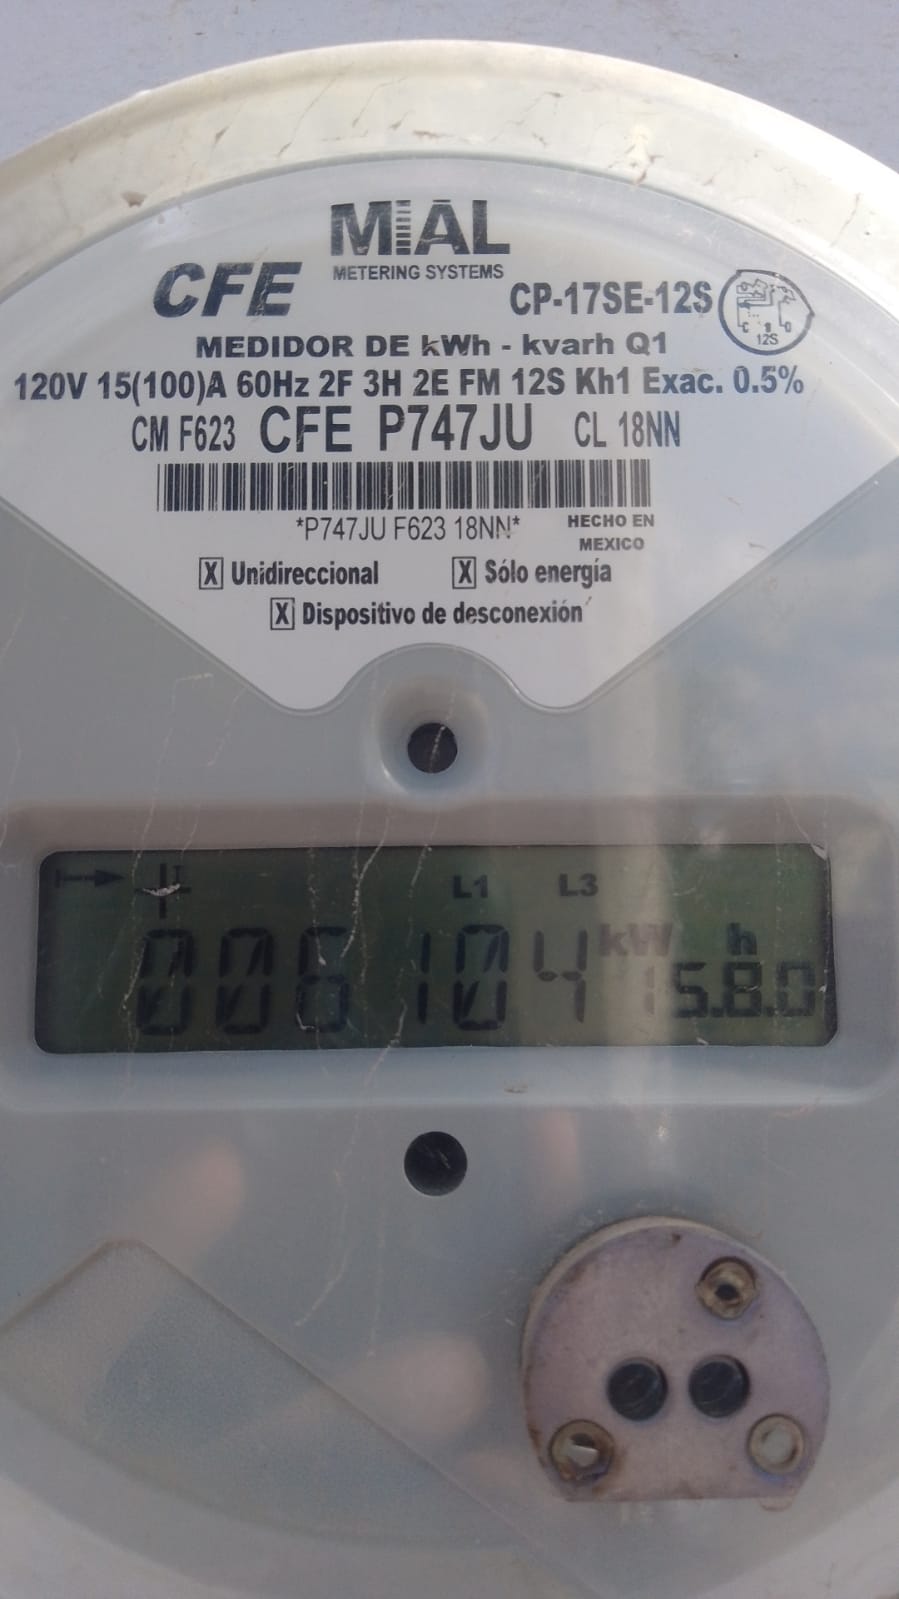 MIAL
METERING SYSTEMS
CFE
CP-17SE-12S
12S
MEDIDOR DE kWh - kvarh Q1
120V 15(100)A 60Hz 2F 3H 2E FM 12S Kh1 Exac. 0.5%
CM F623 CFE P747JU CL 18NN
*P747JU F623 18NN*
HECHO EN
MEXICO
X Unidireccional X Sólo energía
X Dispositivo de desconexión
L1 L3
006104 kWh 15.8.0